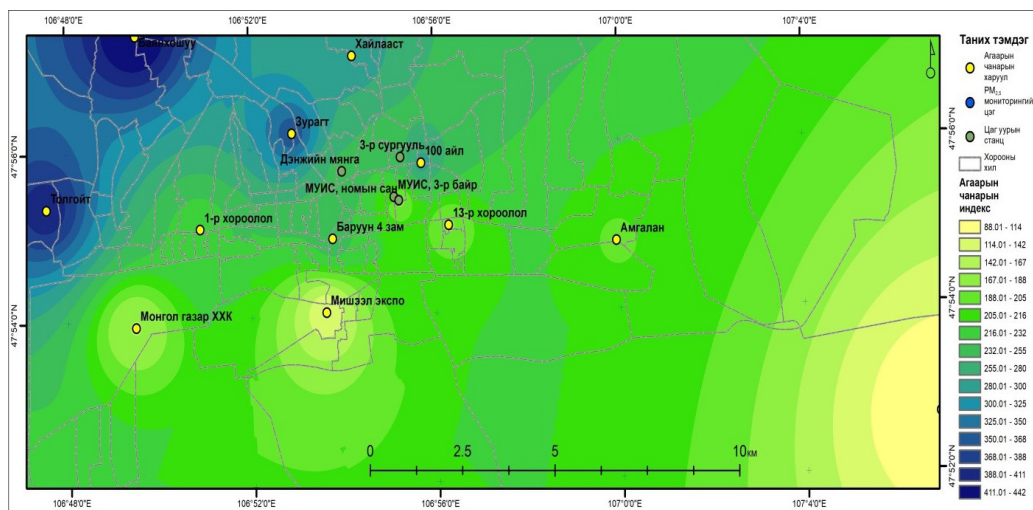 106°48'0"E 106°52'0"E 106°56'0"E 107°0'0"E 107°4'0"E
Баянхошуу
Хайлааст
Зурагт
3-р сургууль
100 айл
Дэнжийн мянга
МУИС, номын сан
МУИС, 3-р байр
Толгойт
1-р хороолол
Баруун 4 зам
13-р хороолол
Амгалан
Мишээл экспо
Монгол газар ХХК
47°56'0"N
47°54'0"N
47°56'0"N
47°54'0"N
47°52'0"N
0 2.5 5 10 км
106°48'0"E 106°52'0"E 106°56'0"E 107°0'0"E 107°4'0"E
Таних тэмдэг
Агаарын
чанарын
харуул
PM2.5
мониторингийн
цэг
Цаг уурын
станц
Хорооны
хил
Агаарын
чанарын
индекс
88.01 - 114
114.01 - 142
142.01 - 167
167.01 - 188
188.01 - 205
205.01 - 216
216.01 - 232
232.01 - 255
255.01 - 280
280.01 - 300
300.01 - 325
325.01 - 350
350.01 - 368
368.01 - 388
388.01 - 411
411.01 - 442